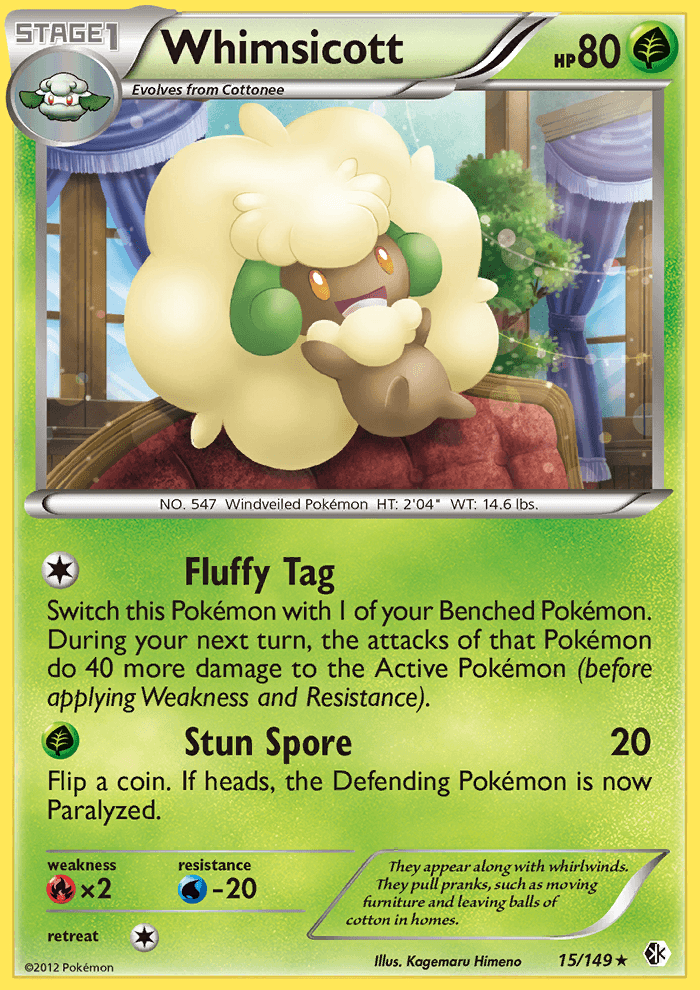 STAGE1
Whimsicott
HP80
Evolves from Cottonee
NO. 547 Windveiled Pokémon HT: 2'04" WT: 14.6 lbs.
Fluffy Tag
Switch this Pokémon with 1 of your Benched Pokémon.
During your next turn, the attacks of that Pokémon
do 40 more damage to the Active Pokémon (before
applying Weakness and Resistance).
Stun Spore 20
Flip a coin. If heads, the Defending Pokémon is now
Paralyzed.
weakness resistance
×2 -20
retreat
They appear along with whirlwinds.
They pull pranks, such as moving
furniture and leaving balls of
cotton in homes.
©2012 Pokémon
Illus. Kagemaru Himeno
15/149 ★